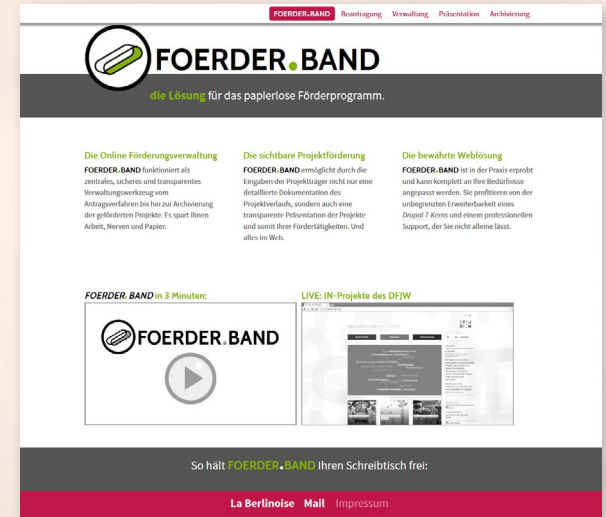 FOERDER.BAND Beantragung Verwaltung Präsentation Archivierung
FOERDER.BAND
die Lösung für das papierlose Förderprogramm.
Die Online Förderungsverwaltung
FOERDER.BAND funktioniert als
zentrales, sicheres und transparentes
Verwaltungswerkzeug vom
Antragsverfahren bis hin zur Archivierung
der geförderten Projekte. Es spart Ihnen
Arbeit, Nerven und Papier.
Die sichtbare Projektförderung
FOERDER.BAND ermöglicht durch die
Eingaben der Projektträger nicht nur eine
detaillierte Dokumentation des
Projektverlaufs, sondern auch eine
transparente Präsentation der Projekte
und somit Ihrer Fördertätigkeiten. Und
alles im Web.
Die bewährte Weblösung
FOERDER.BAND ist in der Praxis erprobt
und kann komplett an Ihre Bedürfnisse
angepasst werden. Sie profitieren von der
unbegrenzten Erweiterbarkeit eines
Drupal 7-Kerns und einem professionellen
Support, der Sie nicht alleine lässt.
FOERDER.BAND in 3 Minuten:
FOERDER.BAND
LIVE: IN-Projekte des DFJW
So hält FOERDER.BAND Ihren Schreibtisch frei:
La Berlinoise Mail Impressum